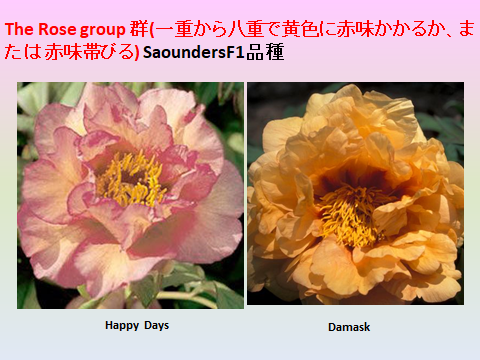 The Rose group 群(一重から八重で黄色に赤味かかるか、ま
たは 赤味帯びる) SaoundersF1品種
Happy Days
Damask